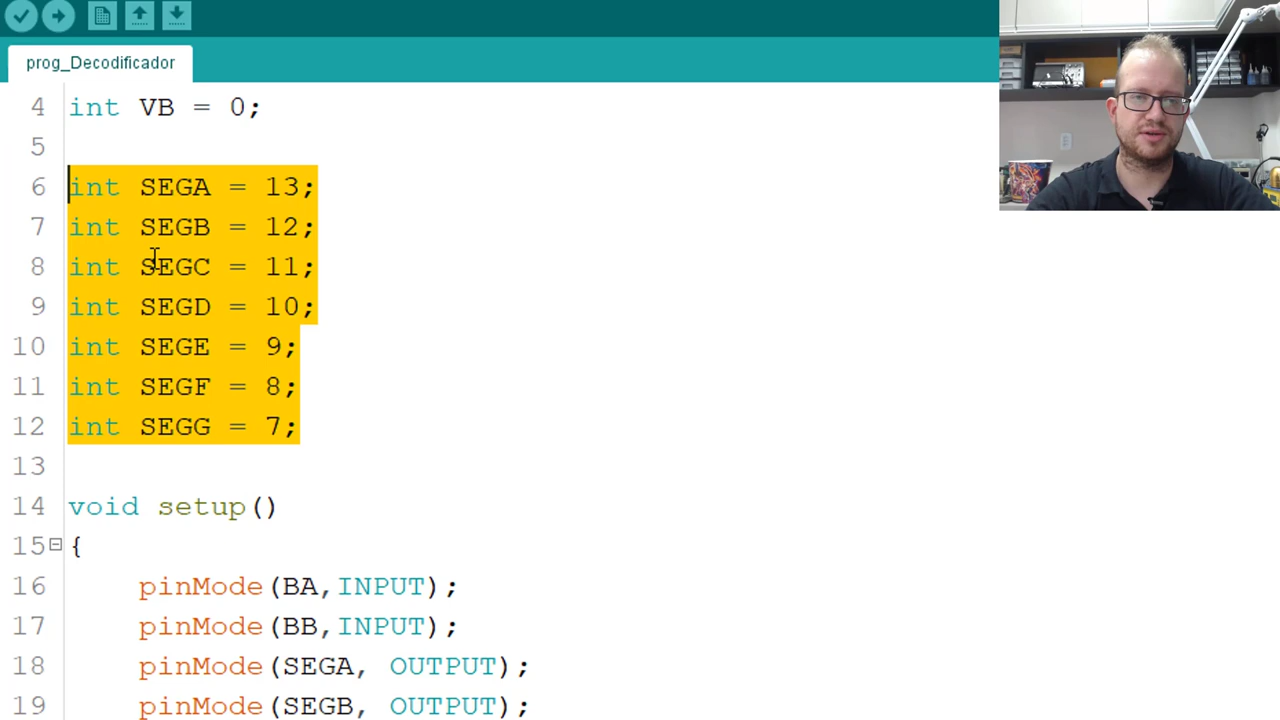 prog_Decodificador
4 int VB = 0;
5
6 int SEGA = 13;
7 int SEGB = 12;
8 int SEGC = 11;
9 int SEGD = 10;
10 int SEGE = 9;
11 int SEGF = 8;
12 int SEGG = 7;
13
14 void setup()
15 {
16 pinMode(BA,INPUT);
17 pinMode(BB,INPUT);
18 pinMode(SEGA, OUTPUT);
19 pinMode(SEGB, OUTPUT);